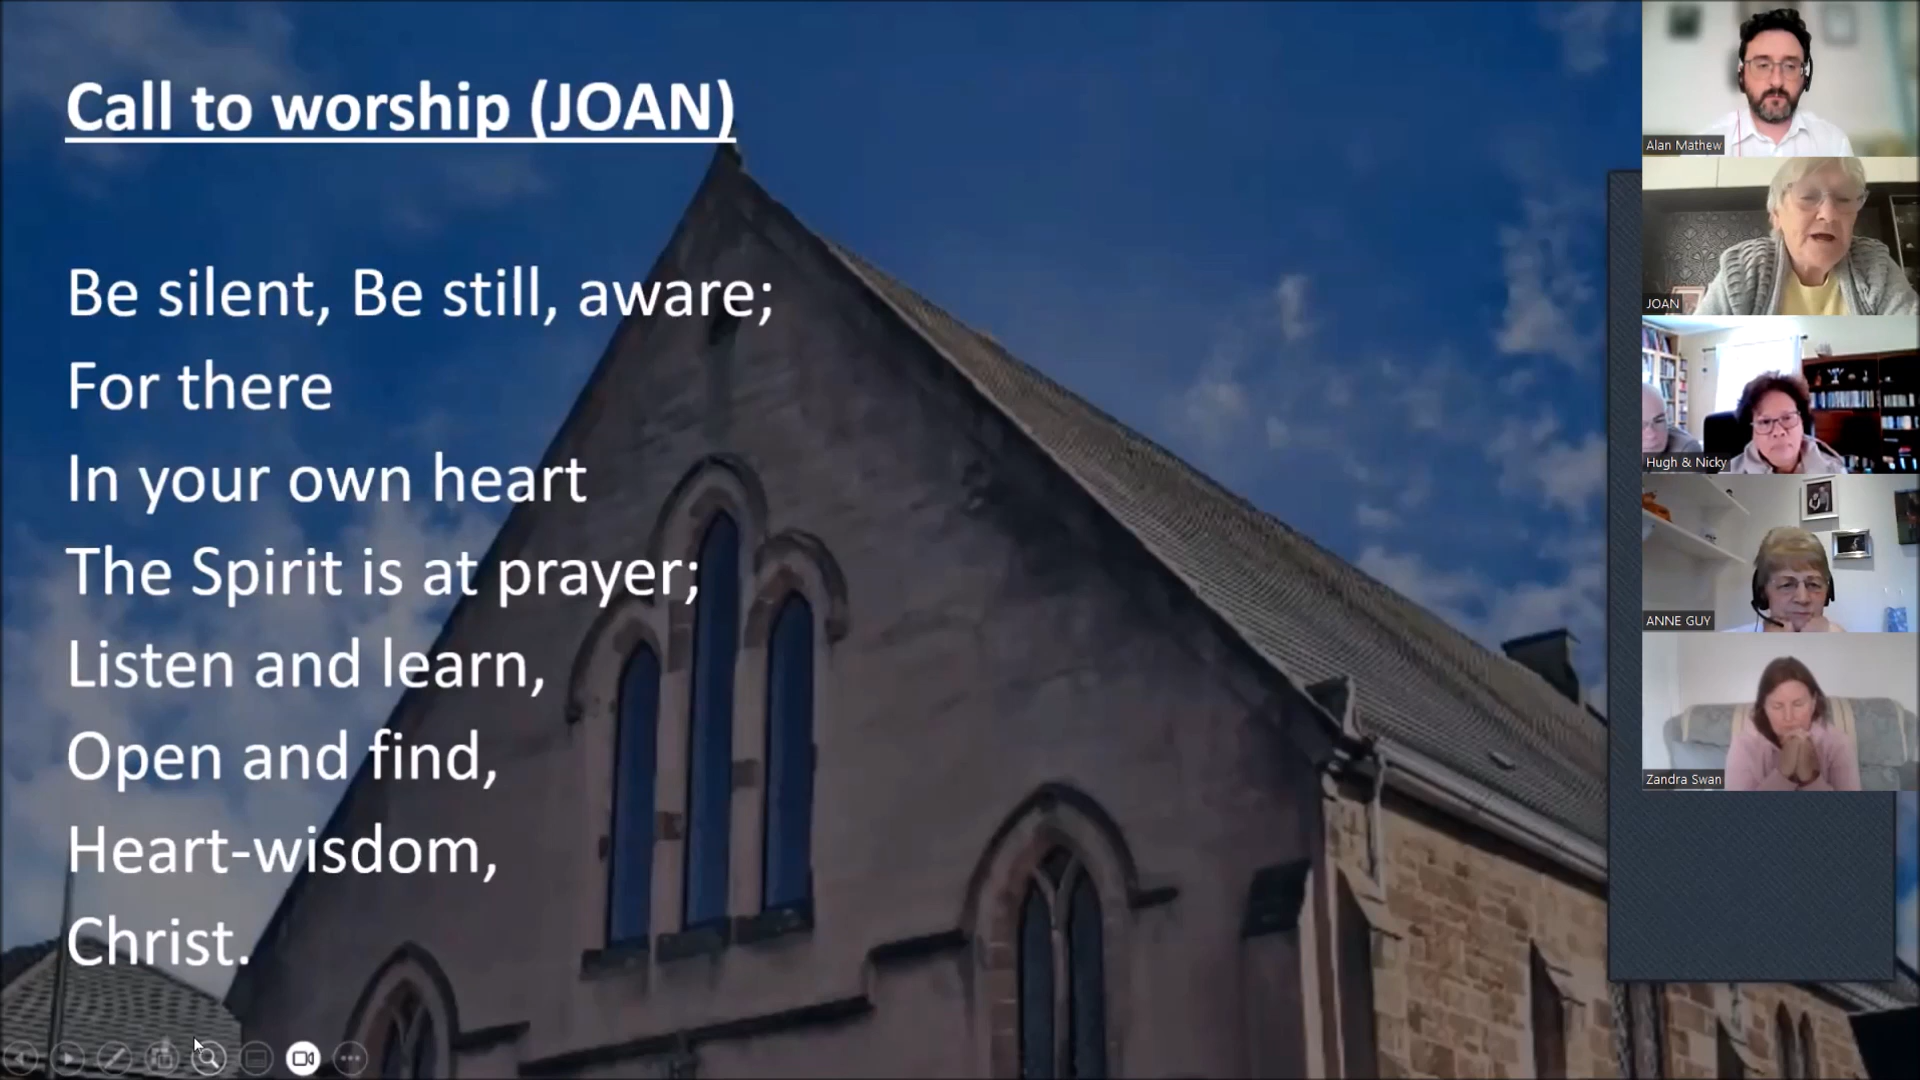 Call to worship (JOAN)
Be silent, Be still, aware;
For there
In your own heart
The Spirit is at prayer;
Listen and learn,
Open and find,
Heart-wisdom,
Christ.
Alan Mathew
JOAN
Hugh & Nicky
ANNE GUY
Zandra Swan